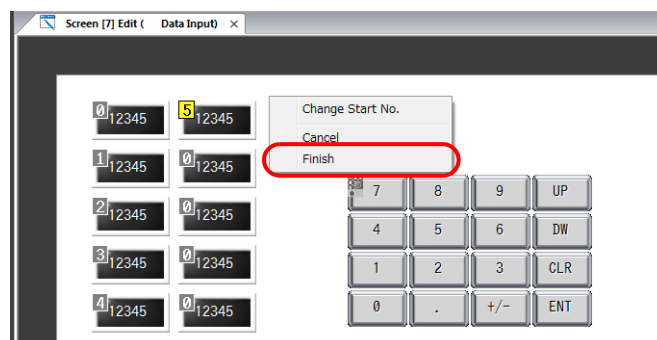 Screen [7] Edit ( Data Input) ×
0 12345 5 12345
Change Start No.
Cancel
Finish
1 12345 0 12345
2 12345 0 12345
3 12345 0 12345
4 12345 0 12345
7 8 9 UP
4 5 6 DW
1 2 3 CLR
0 . +/- ENT